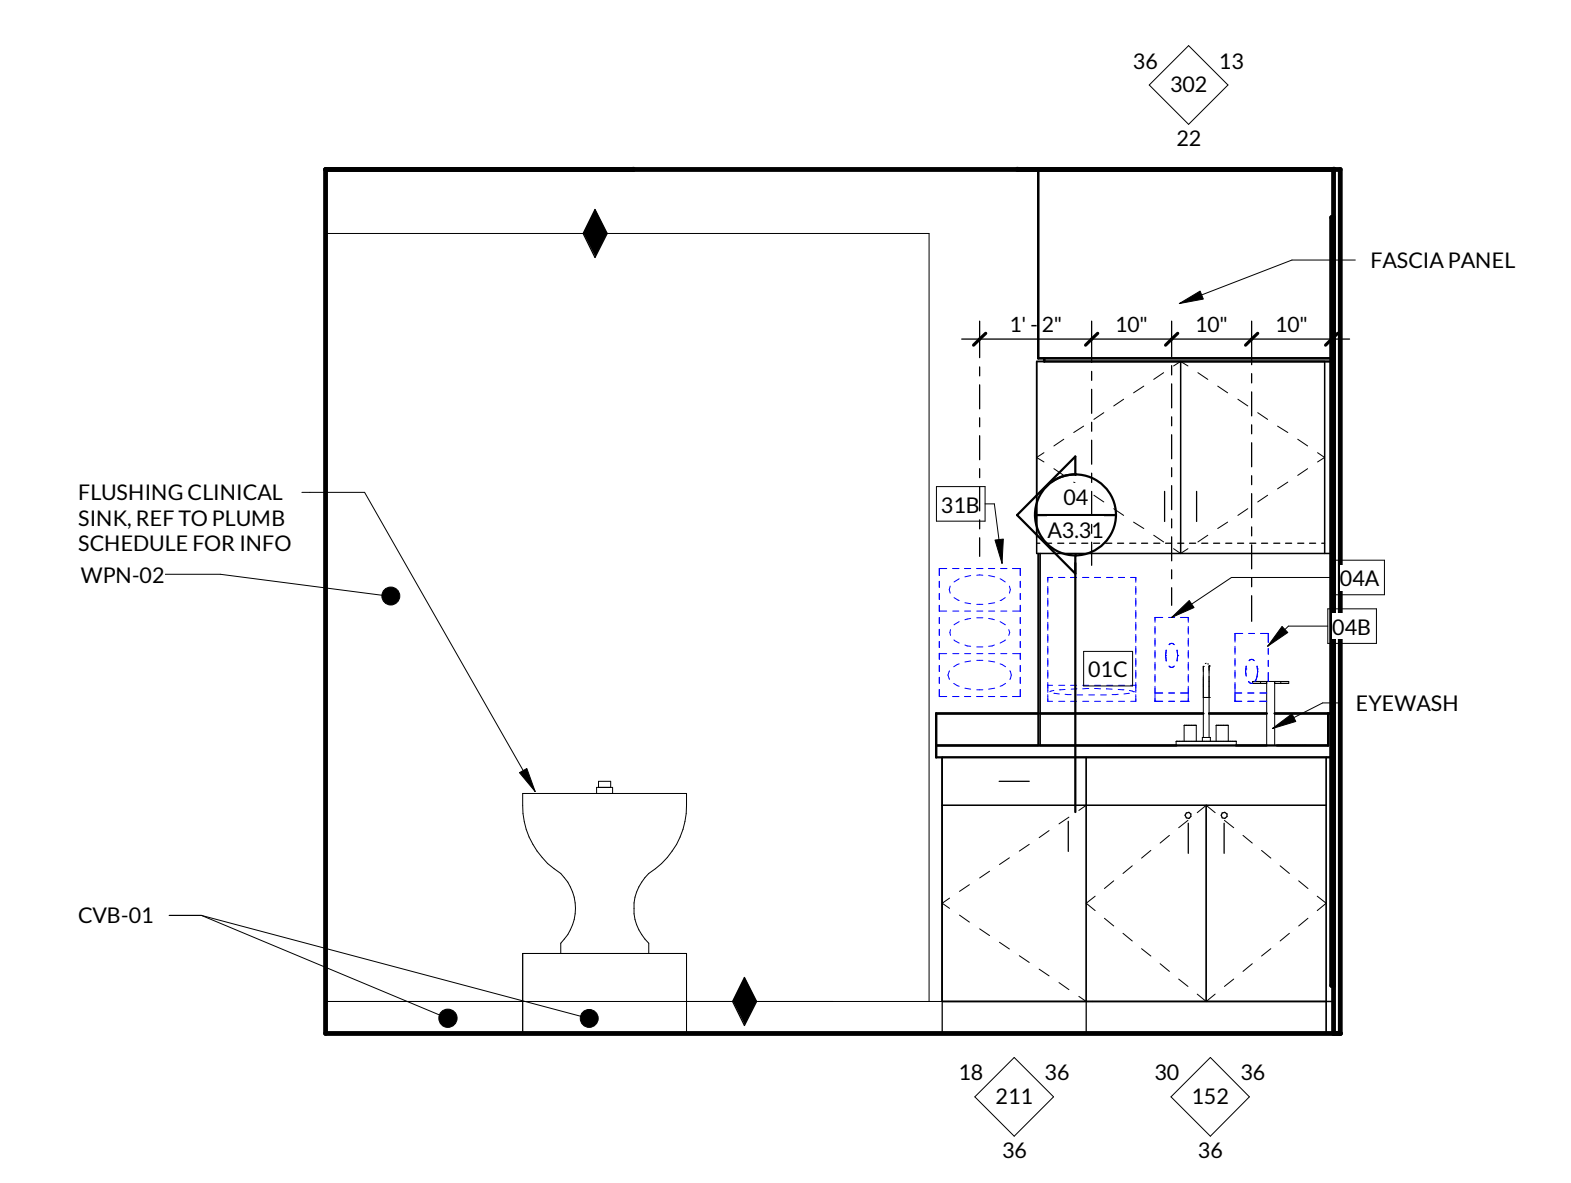 36
13
302
22
FASCIA PANEL
1' - 2"
10"
10"
10"
FLUSHING CLINICAL
SINK, REF TO PLUMB
SCHEDULE FOR INFO
WPN-02
31B
04
A3.31
04A
04B
01C
EYEWASH
CVB-01
18
36
211
36
30
36
152
36